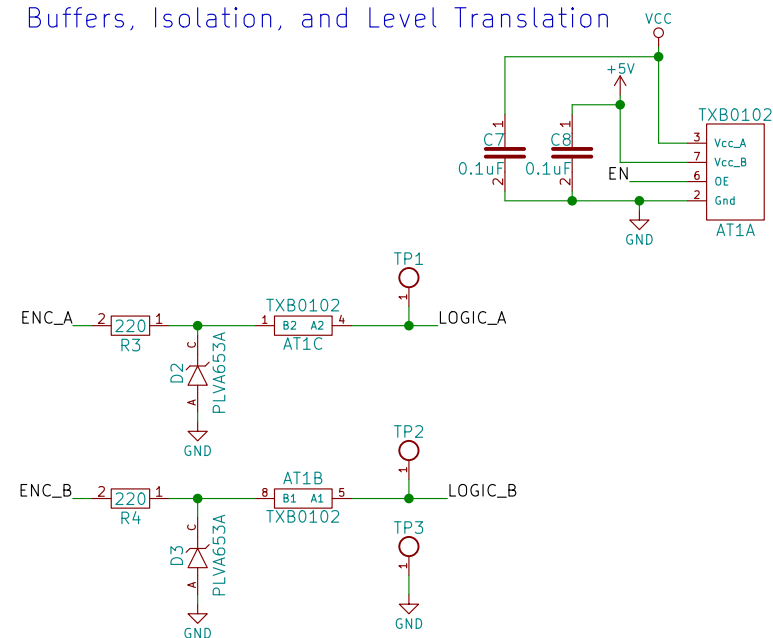 Buffers, Isolation, and Level Translation
VCC
+5V
TXB0102
1
C7
0.1uF
2
1
C8
0.1uF
2
3 Vcc_A
7 Vcc_B
EN 6 OE
2 Gnd
AT1A
GND
TP1
1
ENC_A 2 220 1
R3
TXB0102
1 B2 A2 4
AT1C
LOGIC_A
C
D2
A
PLVA653A
GND
TP2
1
ENC_B 2 220 1
R4
AT1B
8 B1 A1 5
TXB0102
LOGIC_B
C
D3
A
PLVA653A
GND
TP3
1
GND